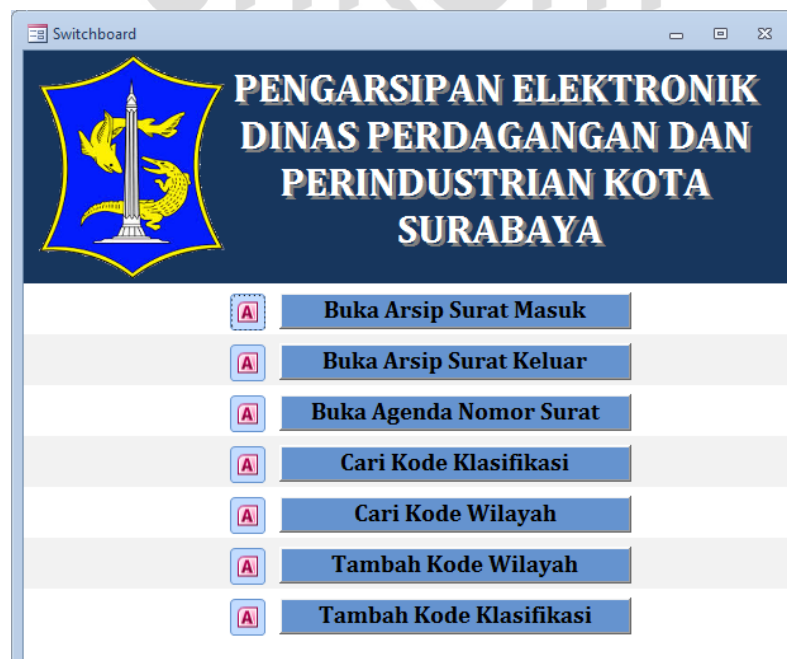 Switchboard
PENGARSIPAN ELEKTRONIK
DINAS PERDAGANGAN DAN
PERINDUSTRIAN KOTA
SURABAYA
A Buka Arsip Surat Masuk
A Buka Arsip Surat Keluar
A Buka Agenda Nomor Surat
A Cari Kode Klasifikasi
A Cari Kode Wilayah
A Tambah Kode Wilayah
A Tambah Kode Klasifikasi